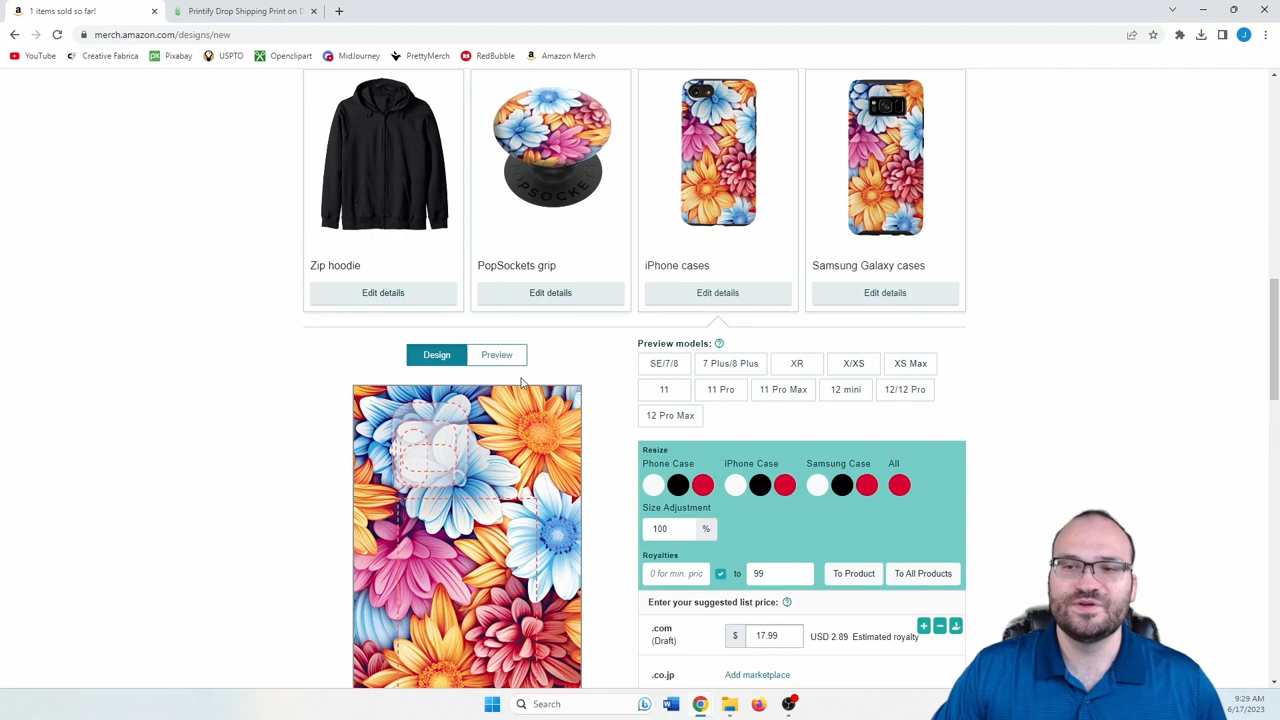 1 items sold so far!
Printify Drop Shipping Print on D
merch.amazon.com/designs/new
J
YouTube
Creative Fabrica
Pixabay
USPTO
Openclipart
MidJourney
PrettyMerch
RedBubble
Amazon Merch
Zip hoodie
PopSockets grip
iPhone cases
Samsung Galaxy cases
Edit details
Edit details
Edit details
Edit details
Design
Preview
Preview models:
SE/7/8
7 Plus/8 Plus
XR
X/XS
XS Max
11
11 Pro
11 Pro Max
12 mini
12/12 Pro
12 Pro Max
Resize
Phone Case
iPhone Case
Samsung Case
All
Size Adjustment
100 %
Royalties
0 for min. pric
to
99
To Product
To All Products
Enter your suggested list price:
.com
(Draft)
$ 17.99
USD 2.89 Estimated royalty
.co.jp
Add marketplace
Search
9:29 AM
6/17/2023